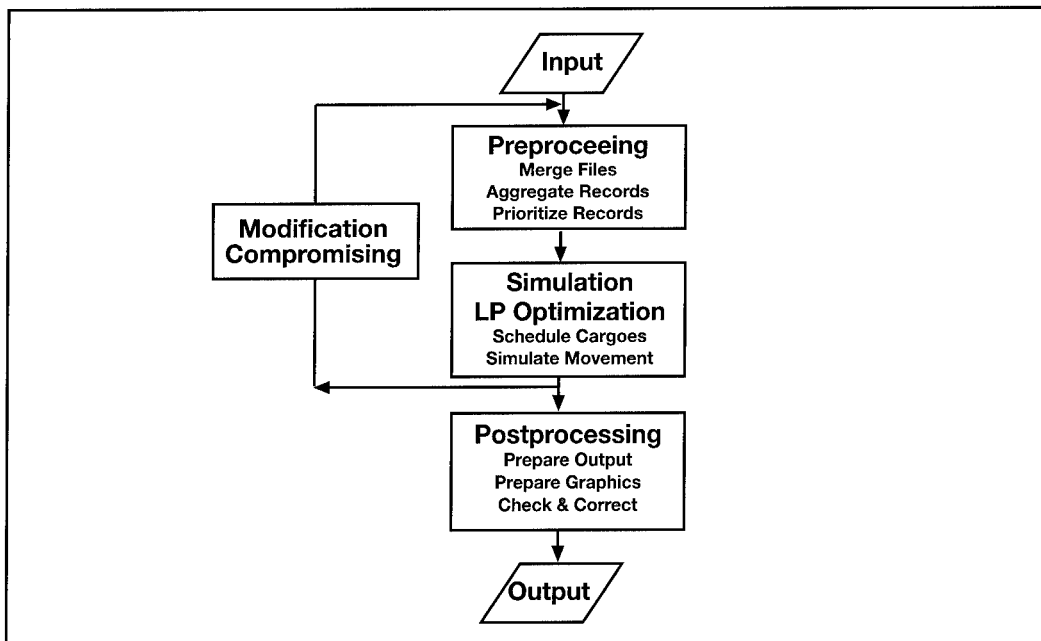 Input
Preproceeing
Merge Files
Aggregate Records
Prioritize Records
Modification
Compromising
Simulation
LP Optimization
Schedule Cargoes
Simulate Movement
Postprocessing
Prepare Output
Prepare Graphics
Check & Correct
Output